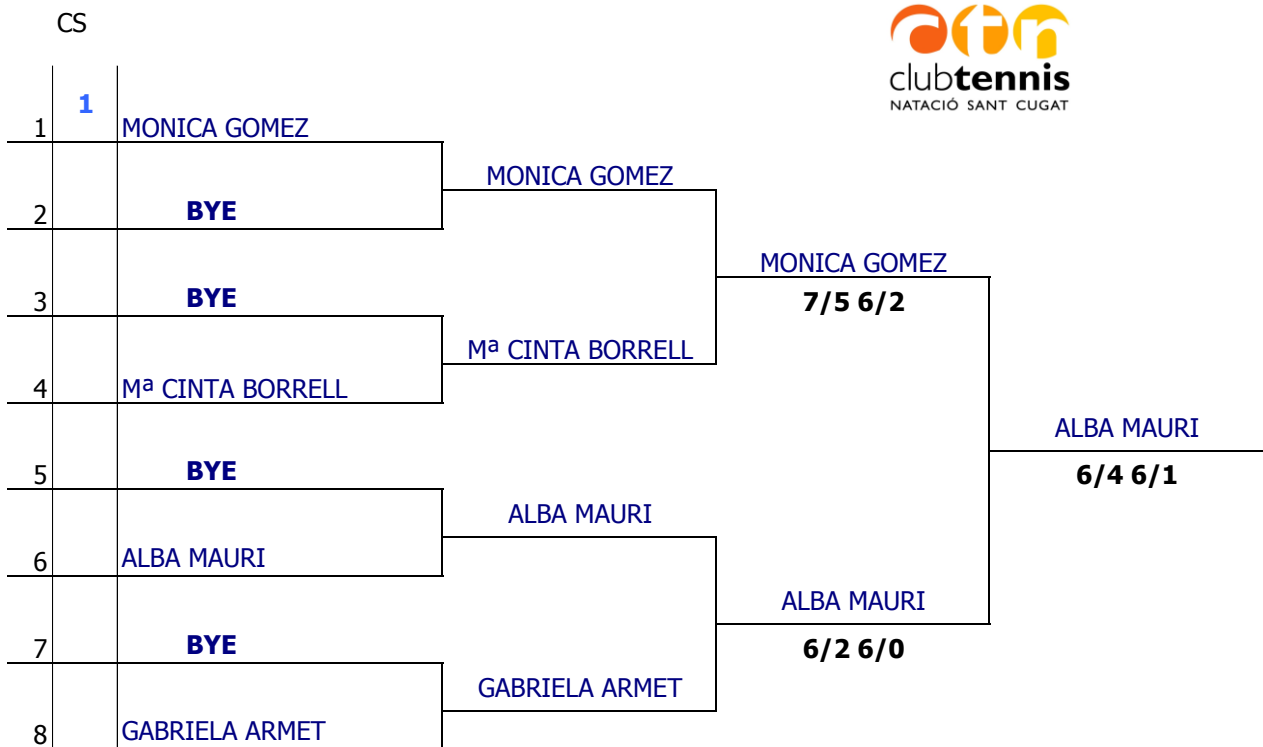 CS
ctn
clubtennis
NATACIÓ SANT CUGAT
1
1 MONICA GOMEZ
MONICA GOMEZ
2 BYE
MONICA GOMEZ
3 BYE
7/5 6/2
Mª CINTA BORRELL
4 Mª CINTA BORRELL
ALBA MAURI
5 BYE
6/4 6/1
ALBA MAURI
6 ALBA MAURI
ALBA MAURI
7 BYE
6/2 6/0
GABRIELA ARMET
8 GABRIELA ARMET